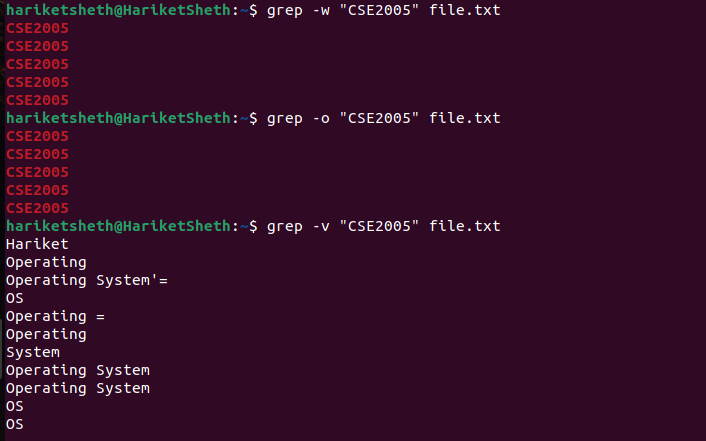 hariketsheth@HariketSheth:~$ grep -w "CSE2005" file.txt
CSE2005
CSE2005
CSE2005
CSE2005
CSE2005
hariketsheth@HariketSheth:~$ grep -o "CSE2005" file.txt
CSE2005
CSE2005
CSE2005
CSE2005
CSE2005
hariketsheth@HariketSheth:~$ grep -v "CSE2005" file.txt
Hariket
Operating
Operating System'=
OS
Operating =
Operating
System
Operating System
Operating System
OS
OS